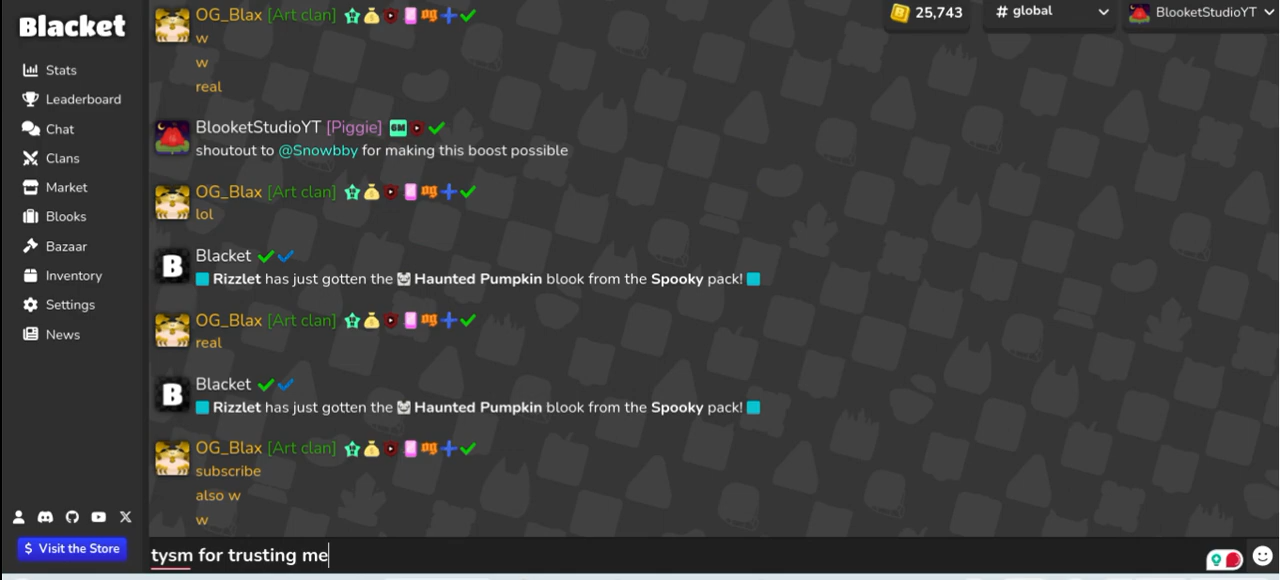 Blacket
Stats
Leaderboard
Chat
Clans
Market
Blooks
Bazaar
Inventory
Settings
News
$ Visit the Store
25,743
# global
BlooketStudioYT
OG_Blax [Art clan]
w
w
real
BlooketStudioYT [Piggie] 6M
shoutout to @Snowbby for making this boost possible
OG_Blax [Art clan]
lol
Blacket
Rizzlet has just gotten the Haunted Pumpkin blook from the Spooky pack!
OG_Blax [Art clan]
real
Blacket
Rizzlet has just gotten the Haunted Pumpkin blook from the Spooky pack!
OG_Blax [Art clan]
subscribe
also w
w
tysm for trusting me